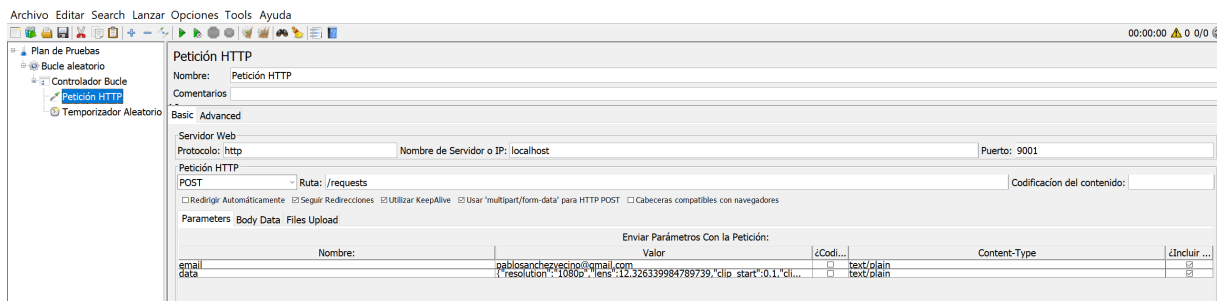 Archivo Editar Search Lanzar Opciones Tools Ayuda
00:00:00 0 0/0
Plan de Pruebas
Bucle aleatorio
Controlador Bucle
Petición HTTP
Temporizador Aleatorio
Petición HTTP
Nombre: Petición HTTP
Comentarios
Basic Advanced
Servidor Web
Protocolo: http Nombre de Servidor o IP: localhost Puerto: 9001
Petición HTTP
POST Ruta: /requests Codificacíon del contenido:
Redirigir Automáticamente Seguir Redirecciones Utilizar KeepAlive Usar 'multipart/form-data' para HTTP POST Cabeceras compatibles con navegadores
Parameters Body Data Files Upload
Enviar Parámetros Con la Petición:
Nombre: Valor ¿Codi... Content-Type ¿Incluir ...
email pablosanchezvecino@gmail.com text/plain
data {"resolution":"1080p","lens":12.326339984789739,"clip_start":0.1,"cli... text/plain